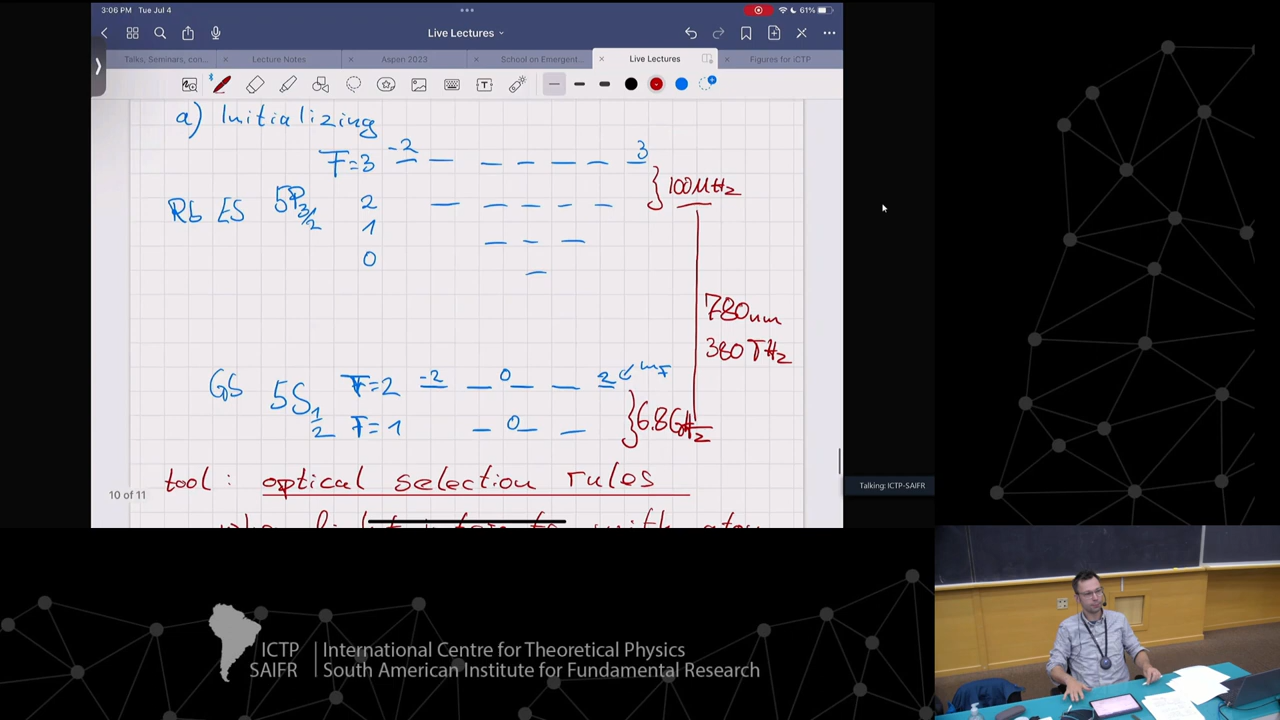 3:06 PM Tue Jul 4
61%
Live Lectures
Talks, Seminars, con...
Lecture Notes
Aspen 2023
School on Emergent...
Live Lectures
Figures for ICTP
a) Initializing
F=3 -2 3
100MHz
Rb ES 5P3/2 2
1
0
780nm
380THz
GS 5S1/2 F=2 -2 0 2 mF
F=1 0 6.8GHz
tool: optical selection rules
10 of 11
with atom
Talking: ICTP-SAIFR
ICTP International Centre for Theoretical Physics
SAIFR South American Institute for Fundamental Research